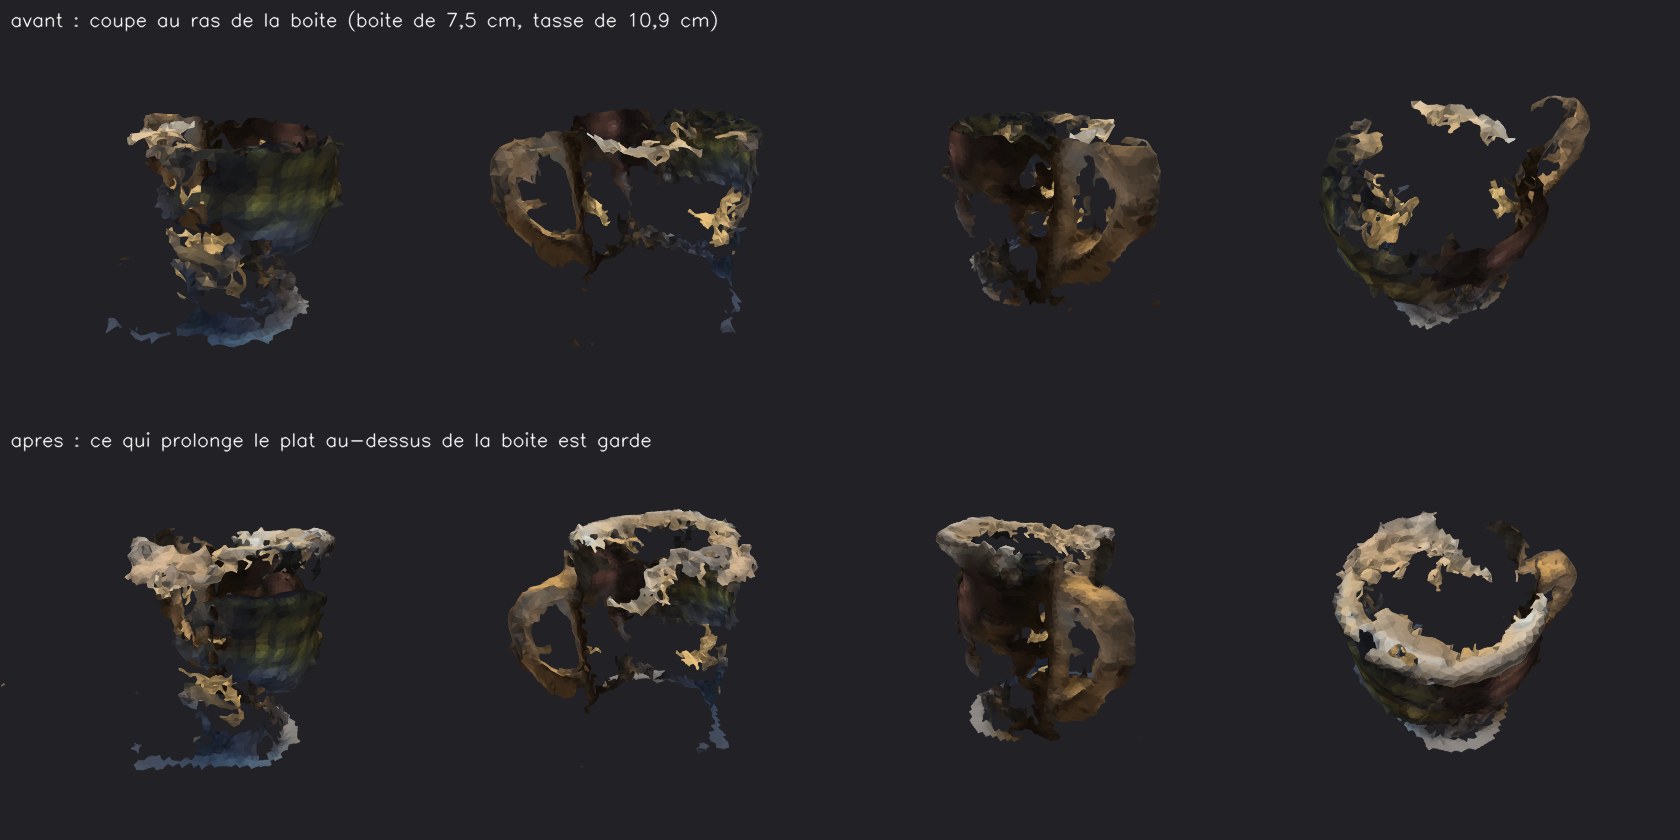 avant : coupe au ras de la boite (boite de 7,5 cm, tasse de 10,9 cm)
apres : ce qui prolonge le plat au-dessus de la boite est garde